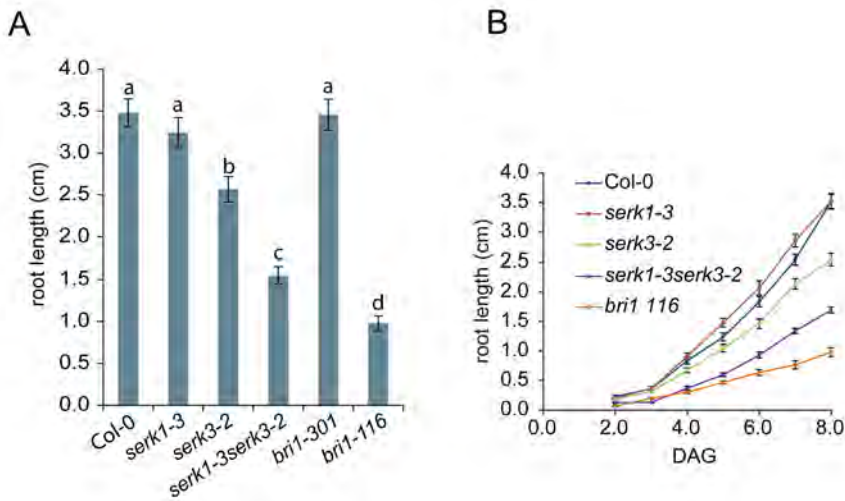 A
root length (cm)
4.0
3.5
3.0
2.5
2.0
1.5
1.0
0.5
0.0
a
a
b
c
a
d
Col-0
serk1-3
serk3-2
serk1-3serk3-2
bri1-301
bri1-116
B
root length (cm)
4.0
3.5
3.0
2.5
2.0
1.5
1.0
0.5
0.0
Col-0
serk1-3
serk3-2
serk1-3serk3-2
bri1 116
0.0 2.0 4.0 6.0 8.0
DAG